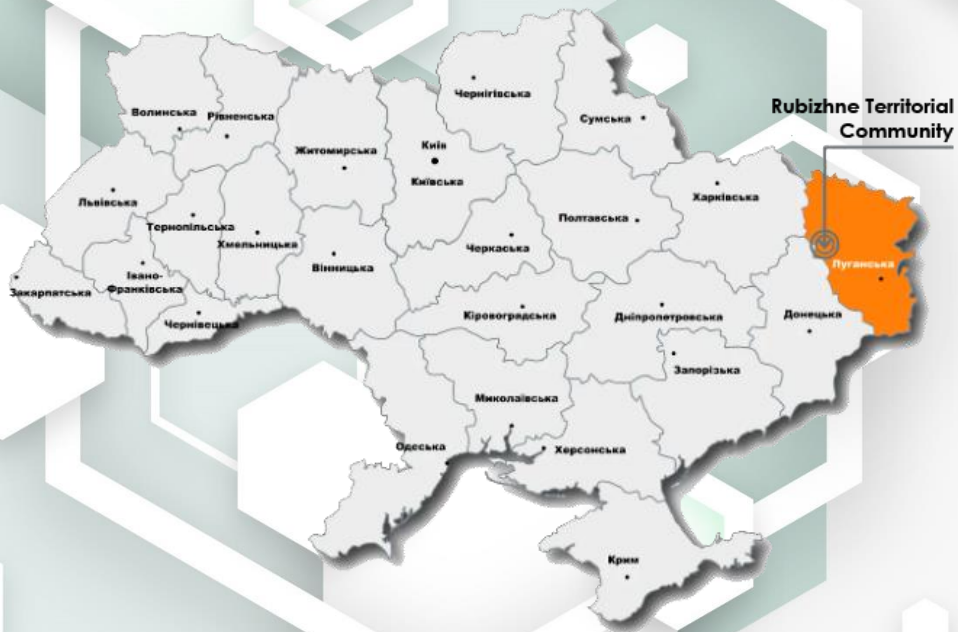 Rubizhne Territorial
Community
Чернігівська
Волинська
Рівненська
Сумська
Житомирська
Київ
Київська
Харківська
Львівська
Тернопільська
Хмельницька
Полтавська
Черкаська
Вінницька
Луганська
Івано-
Франківська
Закарпатська
Чернівецька
Кіровоградська
Дніпропетровська
Донецька
Запорізька
Миколаївська
Одеська
Херсонська
Крим